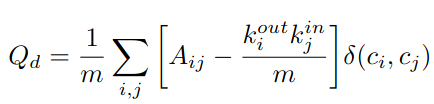 $Q_d = \frac{1}{m} \sum_{i,j} \left[ A_{ij} - \frac{k_i^{out} k_j^{in}}{m} \right] \delta(c_i, c_j)$